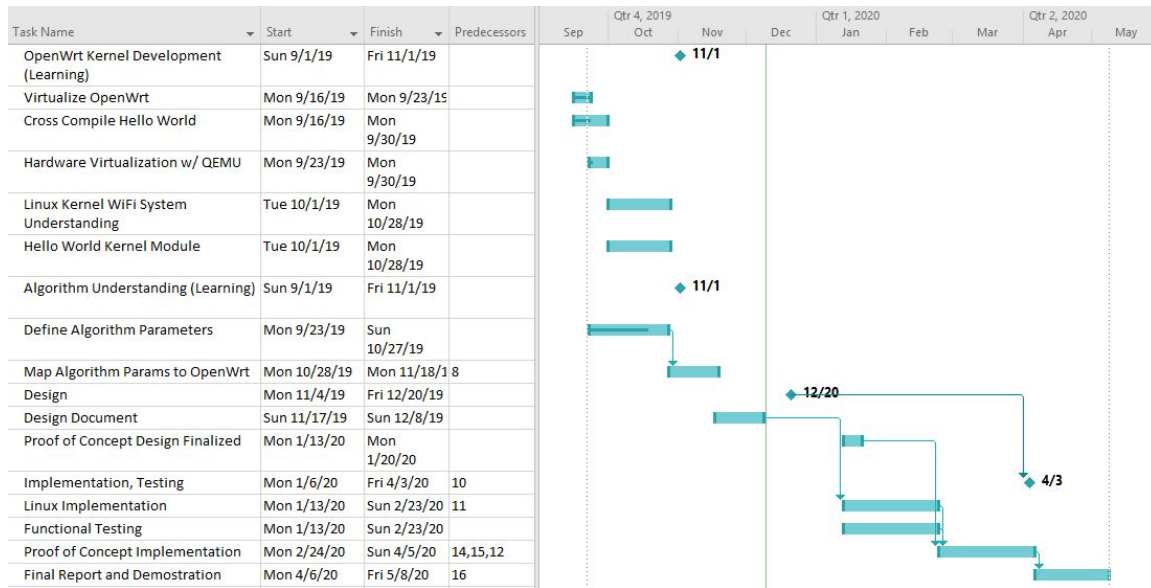 Qtr 4, 2019 Qtr 1, 2020 Qtr 2, 2020
Task Name Start Finish Predecessors Sep Oct Nov Dec Jan Feb Mar Apr May
OpenWrt Kernel Development Sun 9/1/19 Fri 11/1/19 11/1
(Learning)
Virtualize OpenWrt Mon 9/16/19 Mon 9/23/19
Cross Compile Hello World Mon 9/16/19 Mon
9/30/19
Hardware Virtualization w/ QEMU Mon 9/23/19 Mon
9/30/19
Linux Kernel WiFi System Tue 10/1/19 Mon
Understanding 10/28/19
Hello World Kernel Module Tue 10/1/19 Mon
10/28/19
Algorithm Understanding (Learning) Sun 9/1/19 Fri 11/1/19 11/1
Define Algorithm Parameters Mon 9/23/19 Sun
10/27/19
Map Algorithm Params to OpenWrt Mon 10/28/19 Mon 11/18/1 8
Design Mon 11/4/19 Fri 12/20/19 12/20
Design Document Sun 11/17/19 Sun 12/8/19
Proof of Concept Design Finalized Mon 1/13/20 Mon
1/20/20
Implementation, Testing Mon 1/6/20 Fri 4/3/20 10 4/3
Linux Implementation Mon 1/13/20 Sun 2/23/20 11
Functional Testing Mon 1/13/20 Sun 2/23/20
Proof of Concept Implementation Mon 2/24/20 Sun 4/5/20 14,15,12
Final Report and Demostration Mon 4/6/20 Fri 5/8/20 16